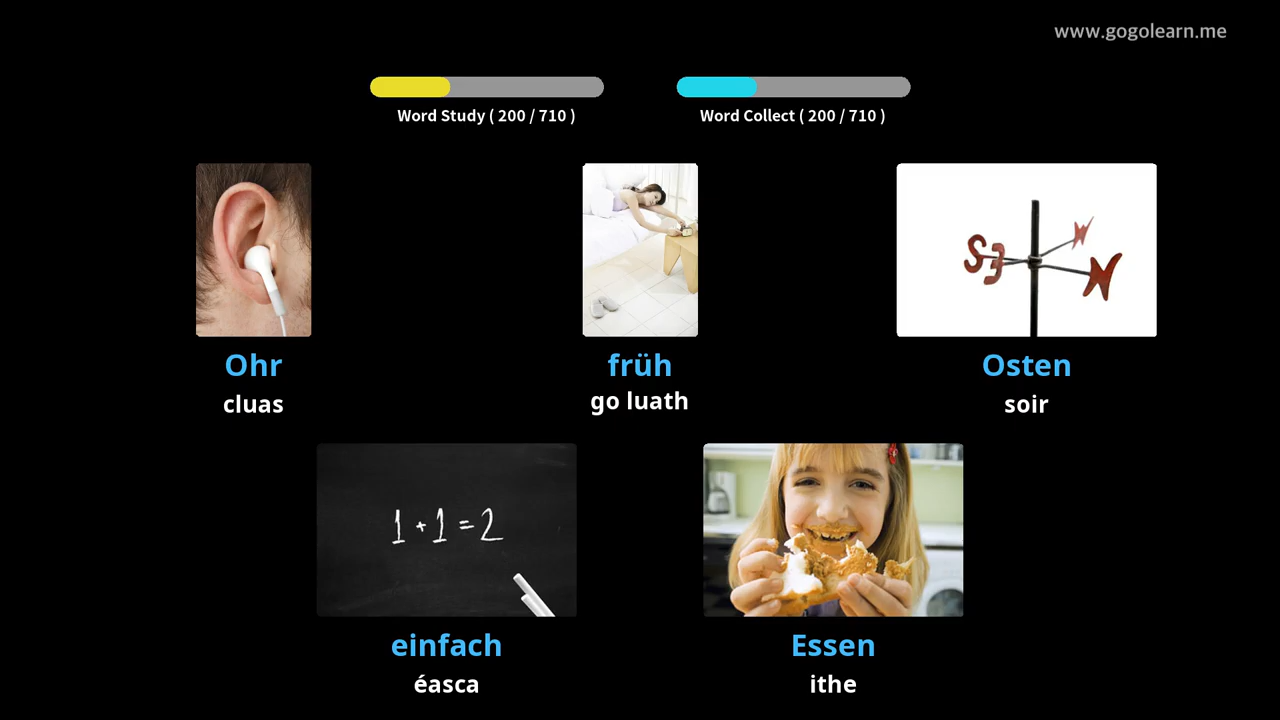 www.gogolearn.me
Word Study ( 200 / 710 )
Word Collect ( 200 / 710 )
S
E
N
W
Ohr
früh
Osten
cluas
go luath
soir
1 + 1 = 2
einfach
Essen
éasca
ithe